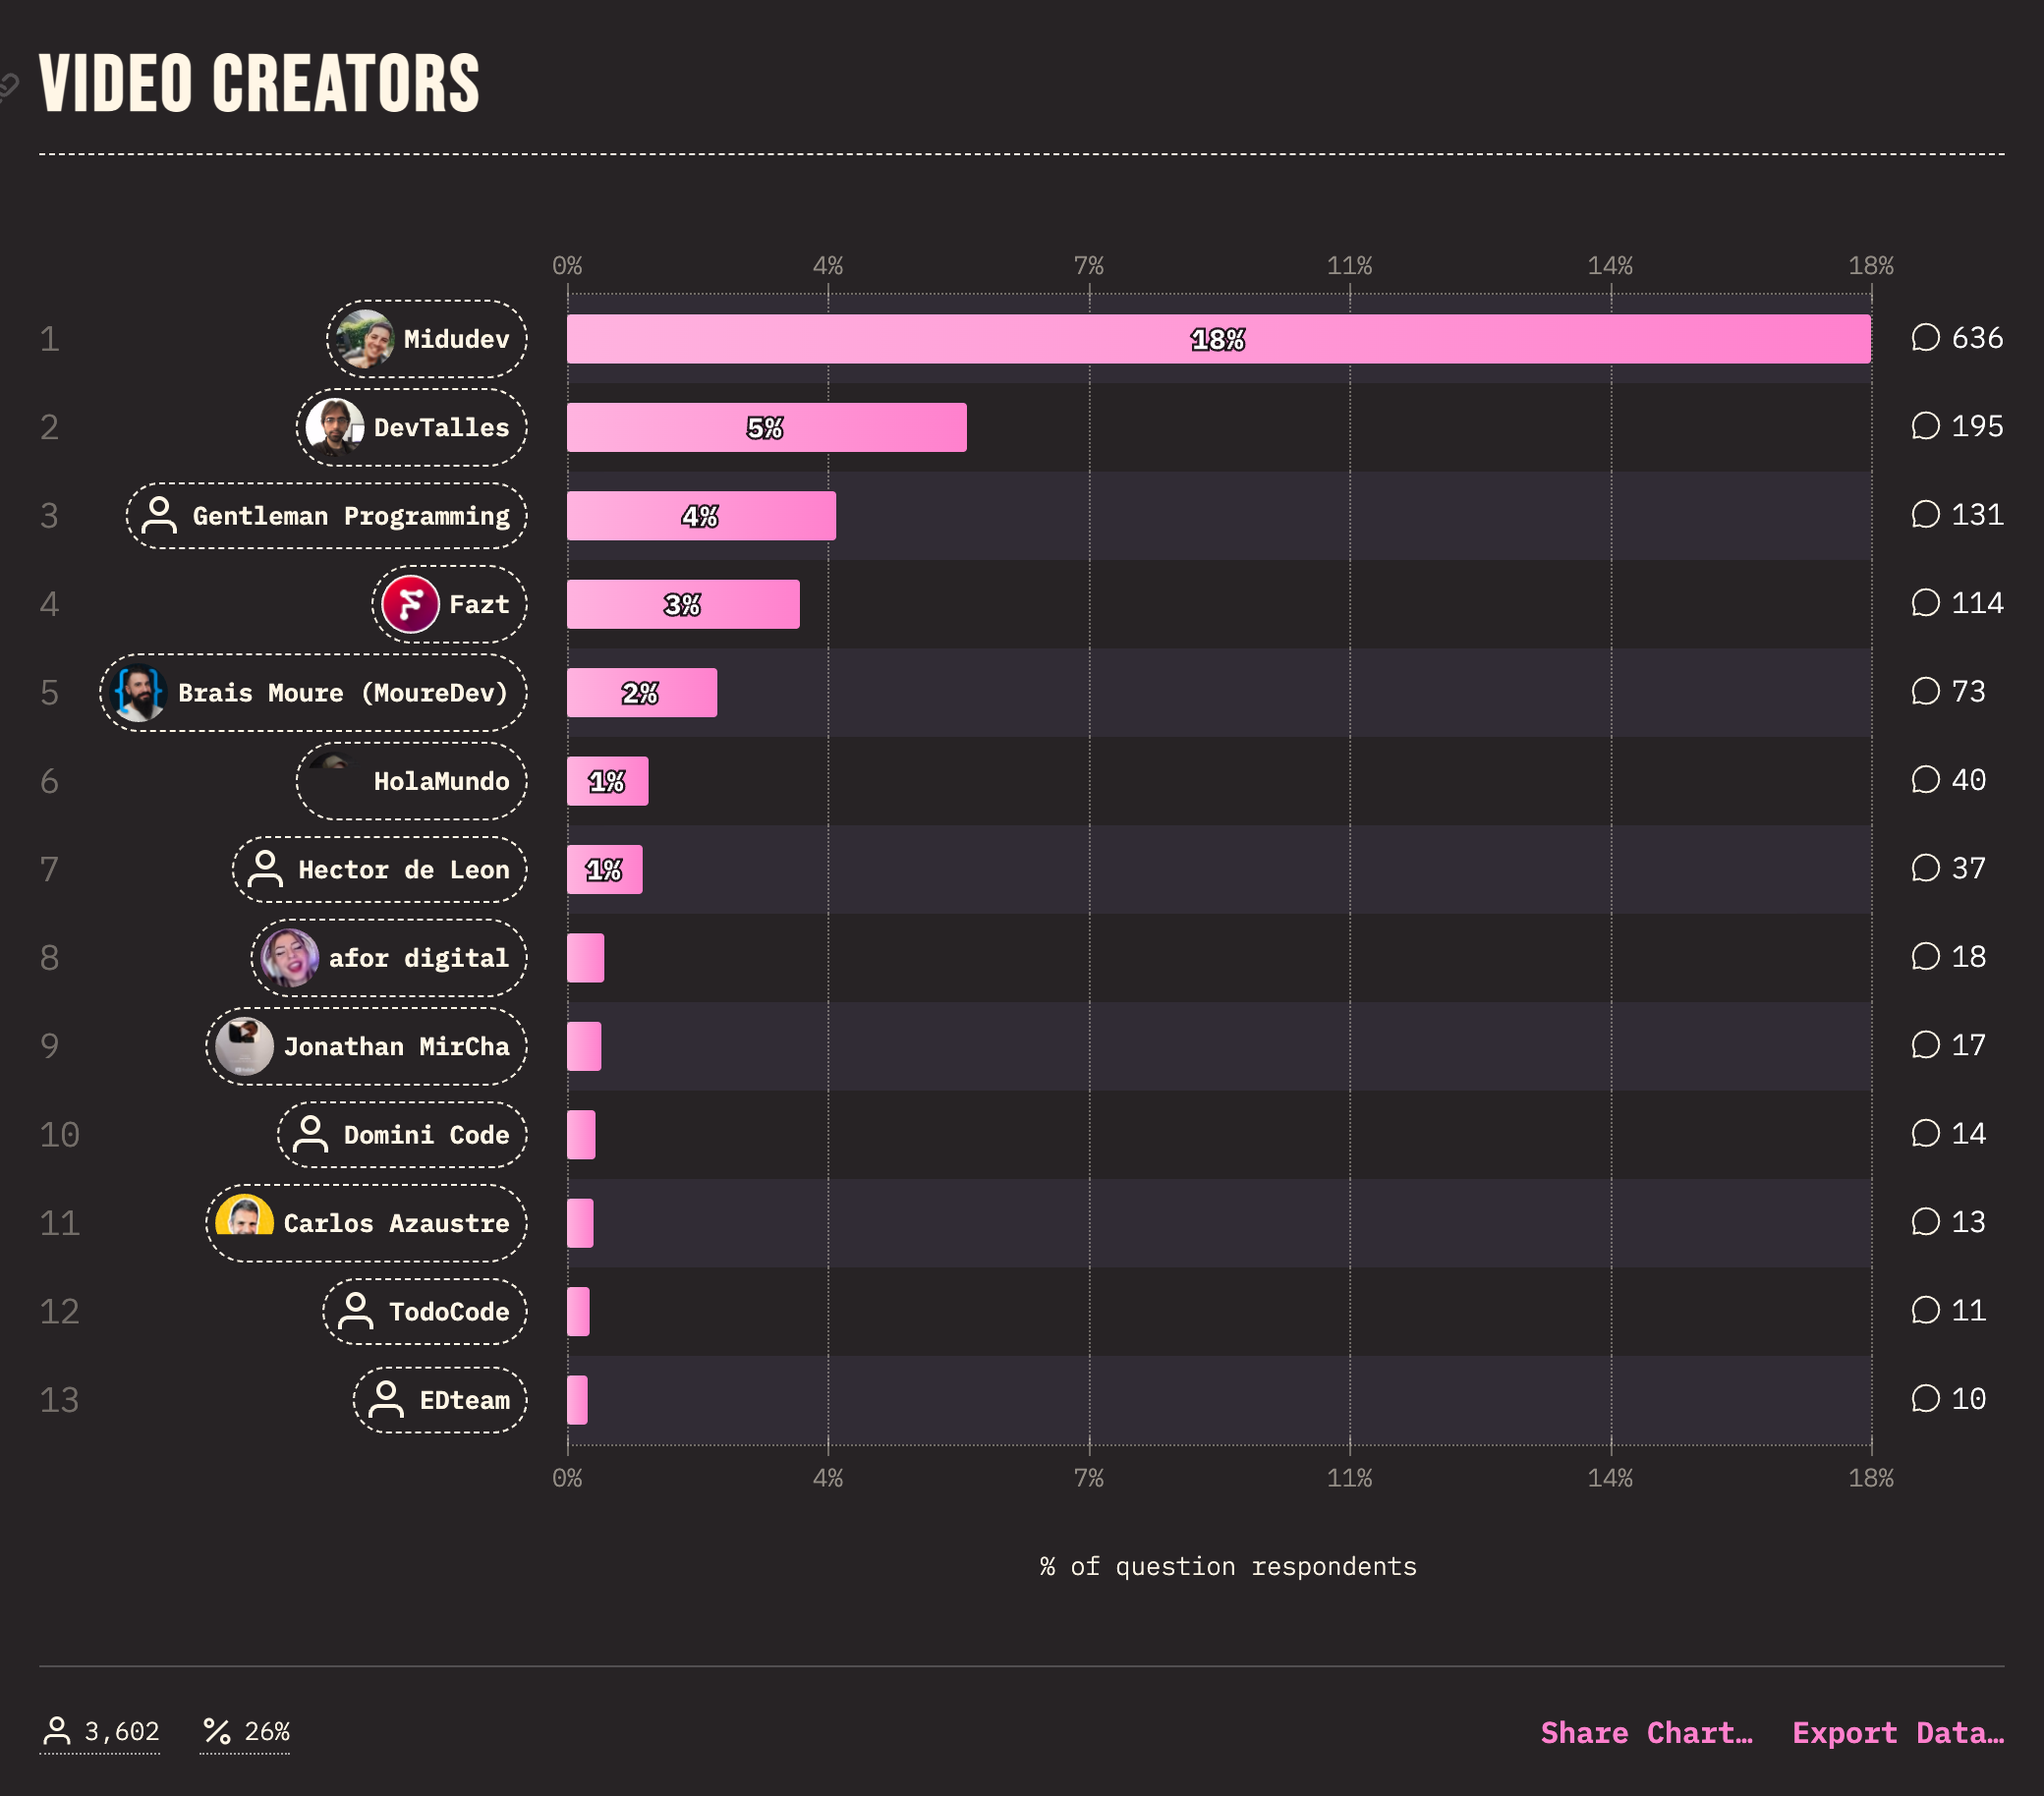 VIDEO CREATORS
0% 4% 7% 11% 14% 18%
1 Midudev 18% 636
2 DevTalles 5% 195
3 Gentleman Programming 4% 131
4 Fazt 3% 114
5 Brais Moure (MoureDev) 2% 73
6 HolaMundo 1% 40
7 Hector de Leon 1% 37
8 afor digital 18
9 Jonathan MirCha 17
10 Domini Code 14
11 Carlos Azaustre 13
12 TodoCode 11
13 EDteam 10
0% 4% 7% 11% 14% 18%
% of question respondents
3,602 26% Share Chart… Export Data…